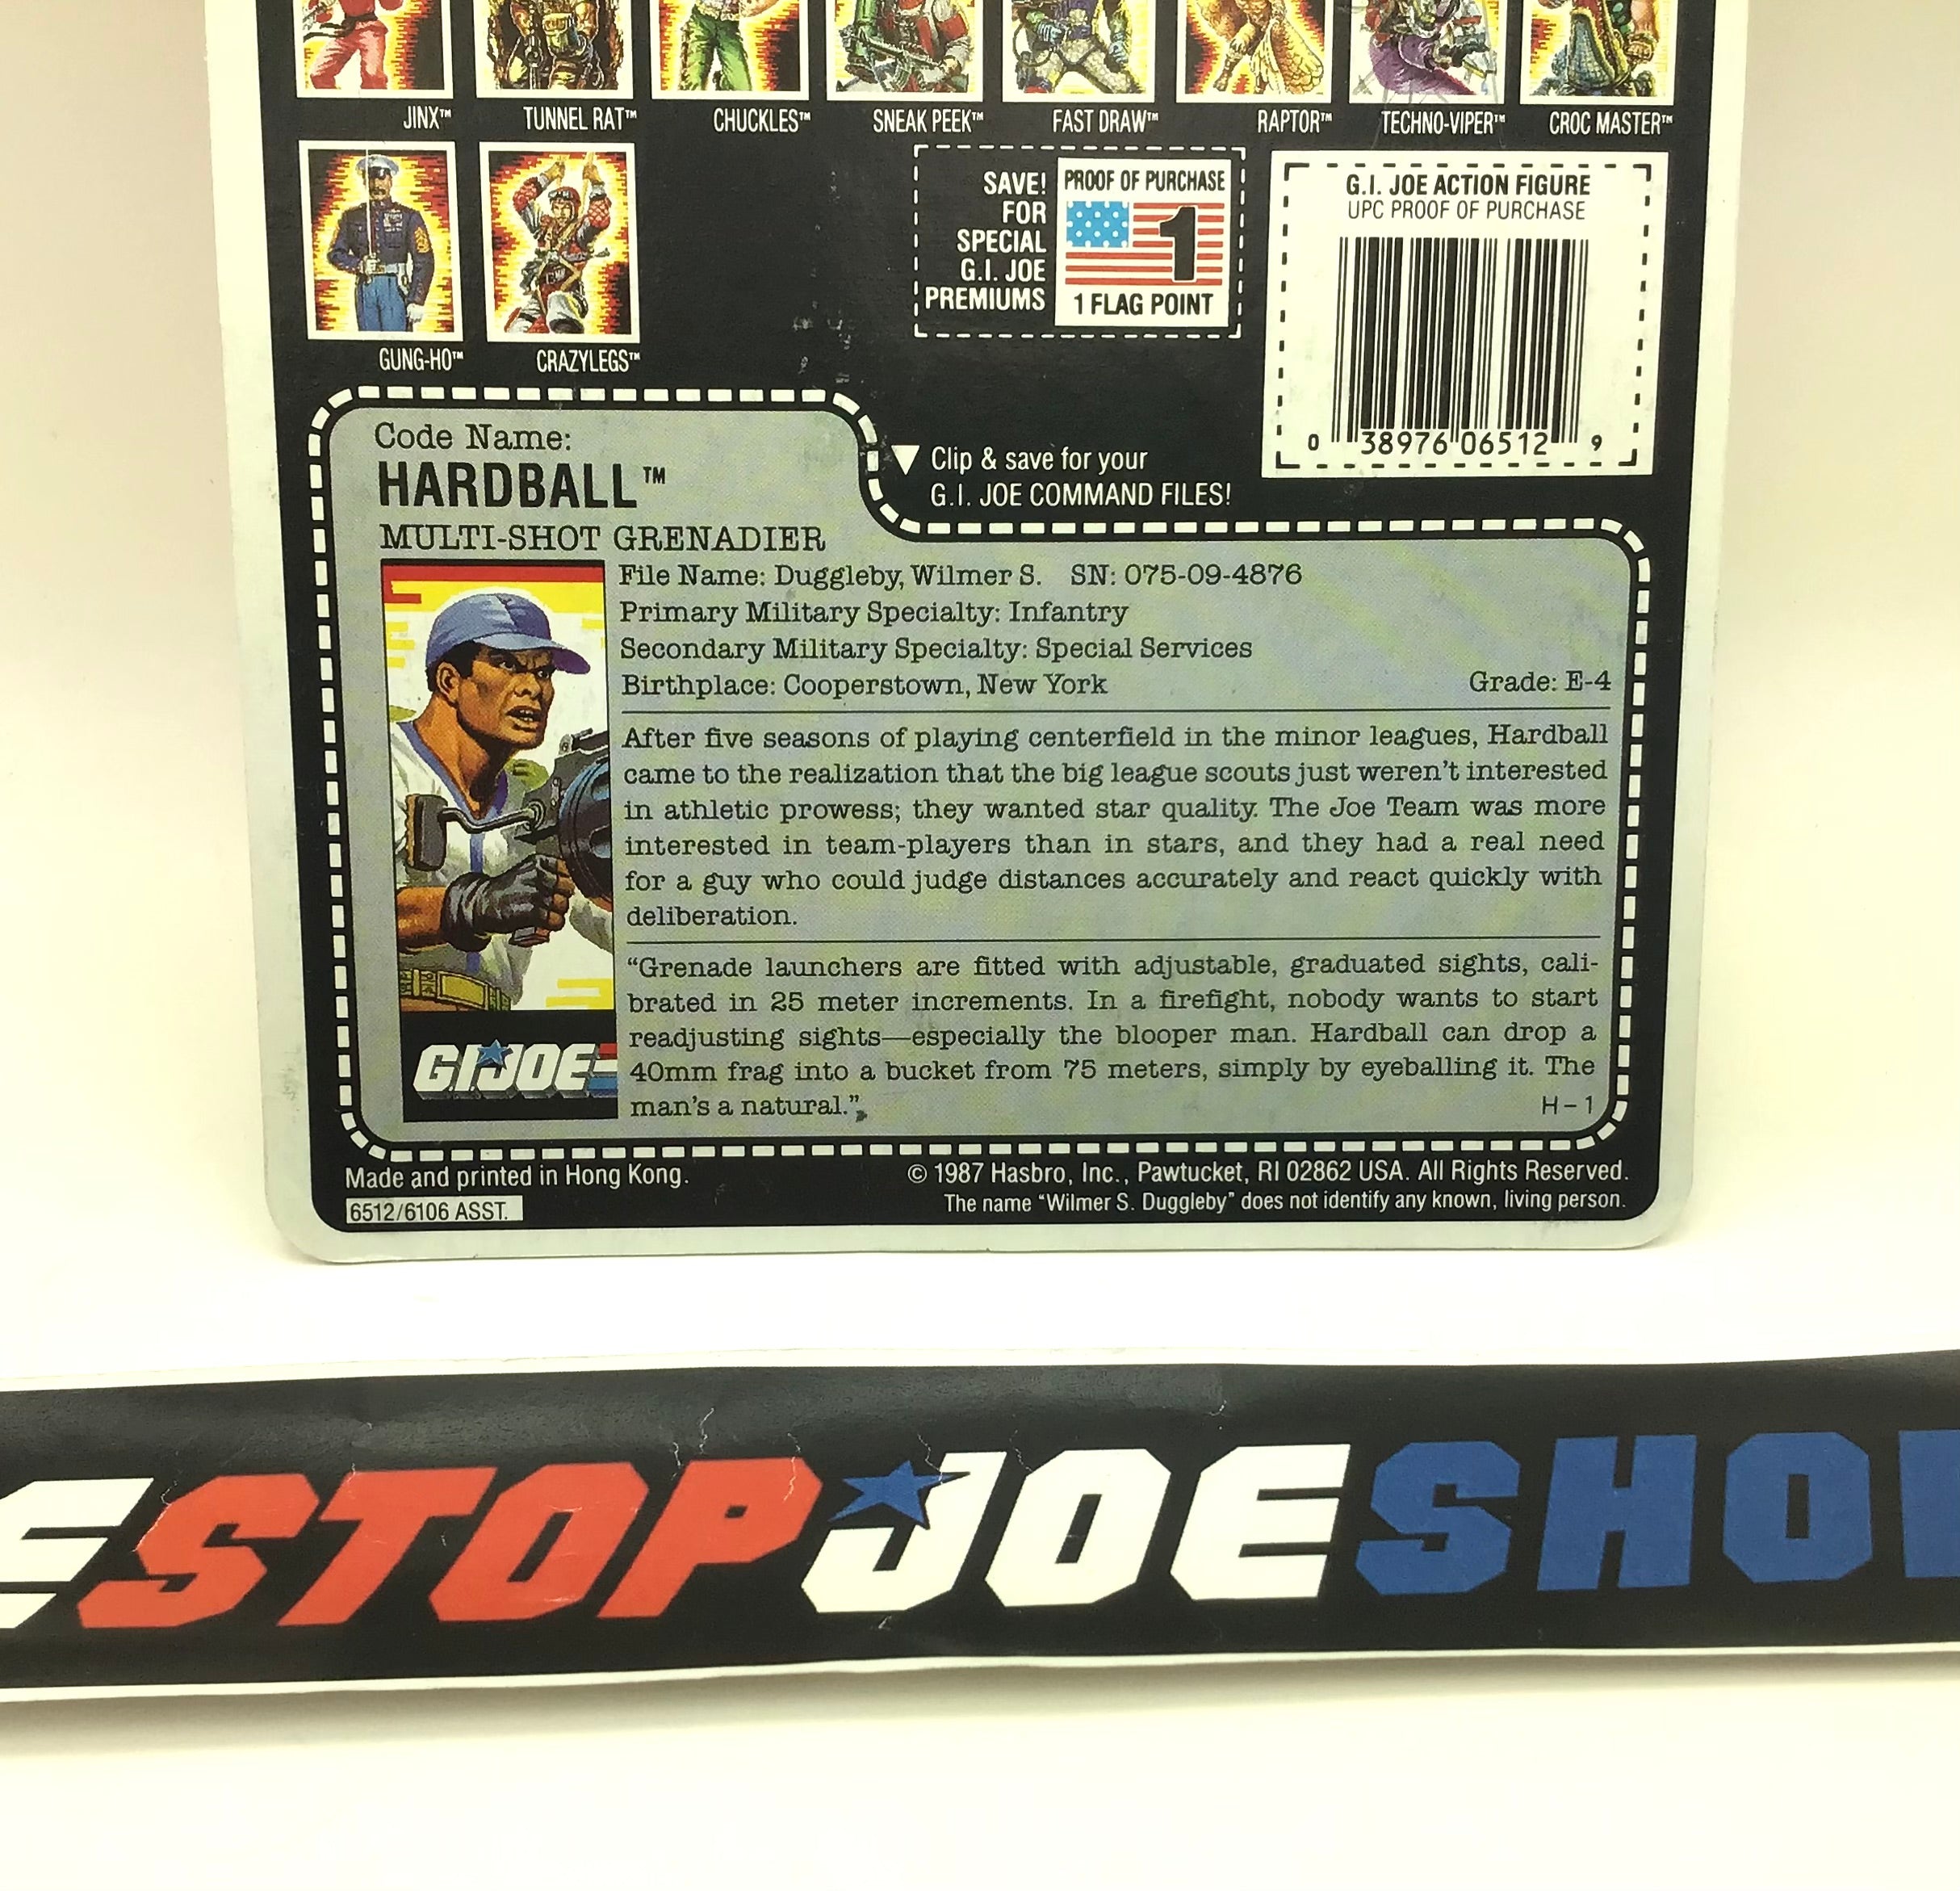 JINX™ TUNNEL RAT™ CHUCKLES™ SNEAK PEEK™ FAST DRAW™ RAPTOR™ TECHNO-VIPER™ CROC MASTER™
GUNG-HO™ CRAZYLEGS™
SAVE!
FOR
SPECIAL
G.I. JOE
PREMIUMS
PROOF OF PURCHASE
1
1 FLAG POINT
G.I. JOE ACTION FIGURE
UPC PROOF OF PURCHASE
0 38976 06512 9
Clip & save for your
G.I. JOE COMMAND FILES!
Code Name:
HARDBALL™
MULTI-SHOT GRENADIER
File Name: Duggleby, Wilmer S. SN: 075-09-4876
Primary Military Specialty: Infantry
Secondary Military Specialty: Special Services
Birthplace: Cooperstown, New York Grade: E-4
After five seasons of playing centerfield in the minor leagues, Hardball
came to the realization that the big league scouts just weren't interested
in athletic prowess; they wanted star quality. The Joe Team was more
interested in team-players than in stars, and they had a real need
for a guy who could judge distances accurately and react quickly with
deliberation.
"Grenade launchers are fitted with adjustable, graduated sights, cali-
brated in 25 meter increments. In a firefight, nobody wants to start
readjusting sights—especially the blooper man. Hardball can drop a
40mm frag into a bucket from 75 meters, simply by eyeballing it. The
man's a natural."
H-1
GI JOE
Made and printed in Hong Kong.
6512/6106 ASST.
© 1987 Hasbro, Inc., Pawtucket, RI 02862 USA. All Rights Reserved.
The name "Wilmer S. Duggleby" does not identify any known, living person.
ESTOPJOESHO